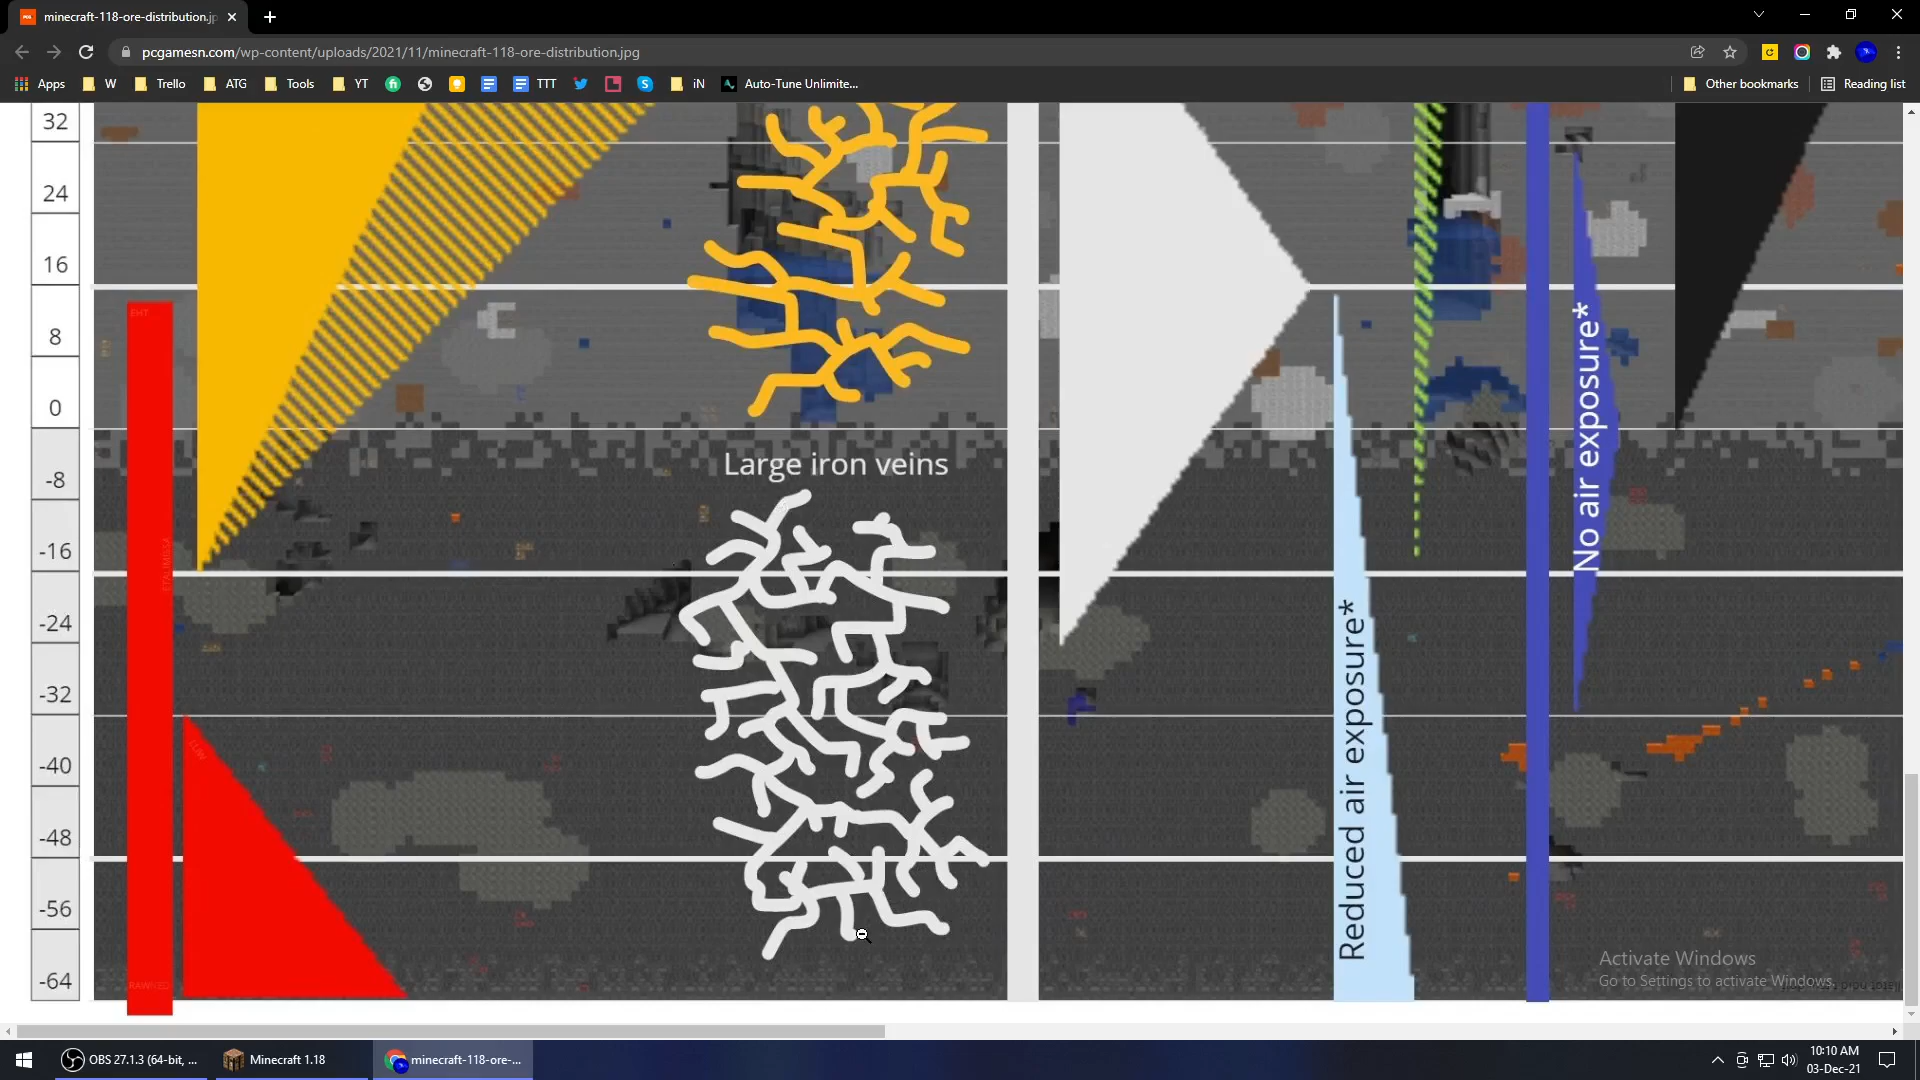 minecraft-118-ore-distribution.jp
pcgamesn.com/wp-content/uploads/2021/11/minecraft-118-ore-distribution.jpg
Apps
W
Trello
ATG
Tools
YT
TTT
iN
Auto-Tune Unlimite...
Other bookmarks
Reading list
32
24
16
8
0
-8
-16
-24
-32
-40
-48
-56
-64
Large iron veins
Reduced air exposure*
No air exposure*
Activate Windows
Go to Settings to activate Windows.
OBS 27.1.3 (64-bit, ...
Minecraft 1.18
minecraft-118-ore-...
10:10 AM
03-Dec-21